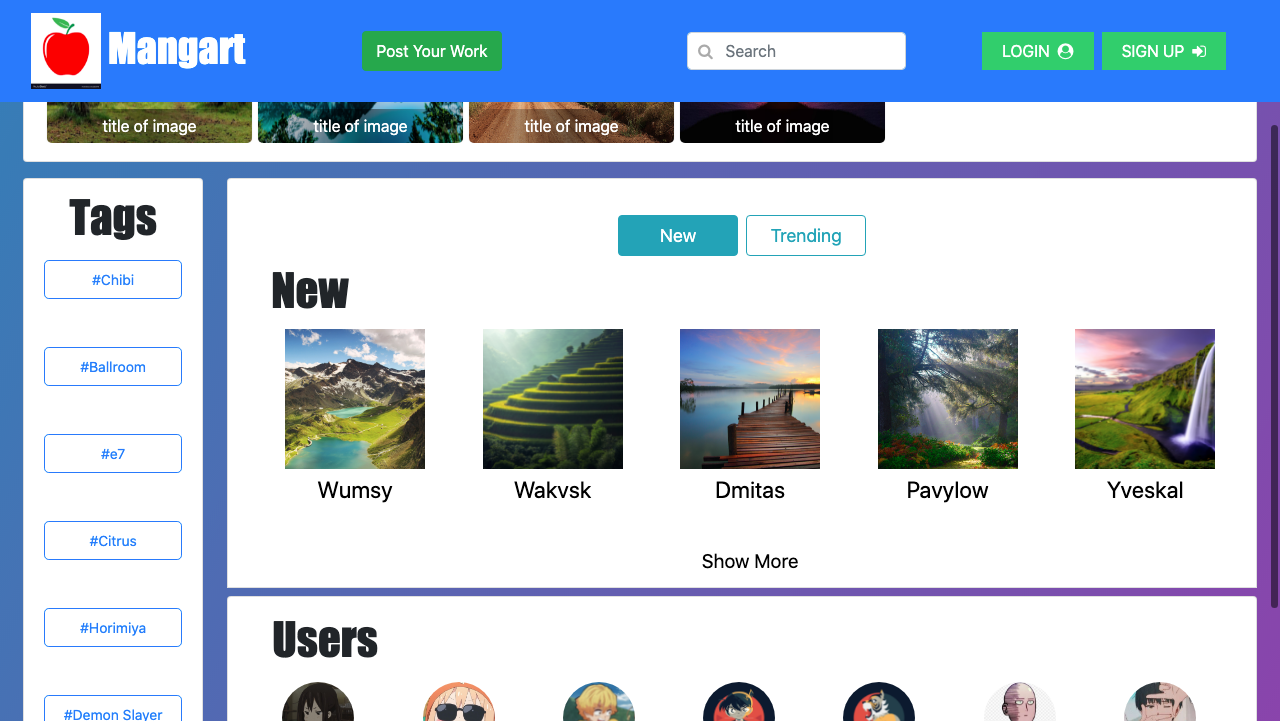 Mangart
Post Your Work
Search
LOGIN
SIGN UP
title of image
title of image
title of image
title of image
Tags
#Chibi
#Ballroom
#e7
#Citrus
#Horimiya
#Demon Slayer
New
Trending
New
Wumsy
Wakvsk
Dmitas
Pavylow
Yveskal
Show More
Users